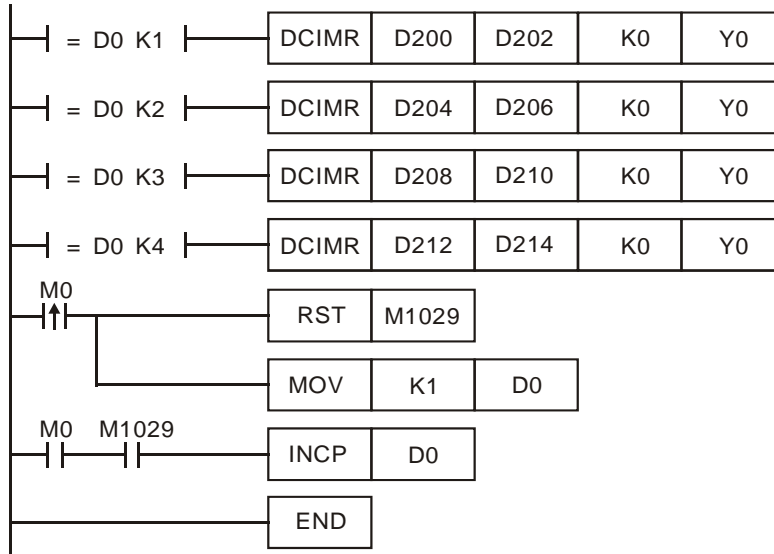 = D0 K1 DCIMR D200 D202 K0 Y0
= D0 K2 DCIMR D204 D206 K0 Y0
= D0 K3 DCIMR D208 D210 K0 Y0
= D0 K4 DCIMR D212 D214 K0 Y0
M0
RST M1029
MOV K1 D0
M0 M1029
INCP D0
END